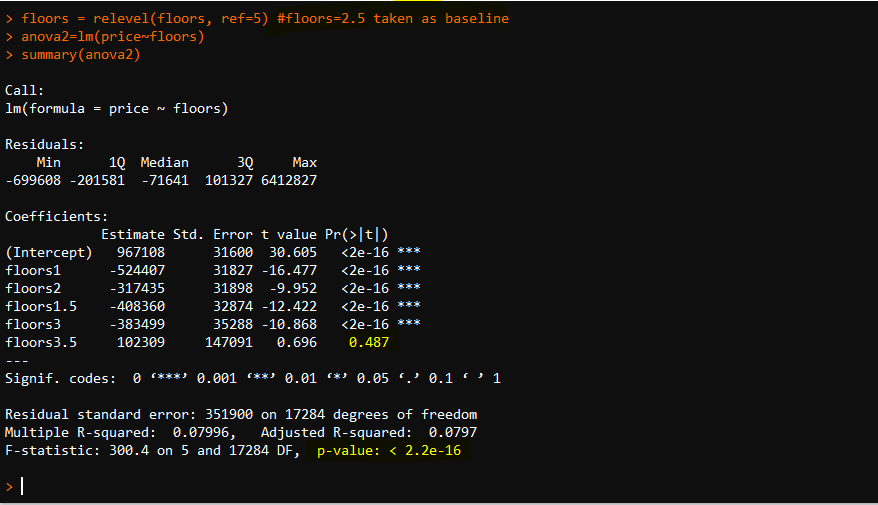 > floors = relevel(floors, ref=5) #floors=2.5 taken as baseline
> anova2=lm(price~floors)
> summary(anova2)
Call:
lm(formula = price ~ floors)
Residuals:
Min 1Q Median 3Q Max
-699608 -201581 -71641 101327 6412827
Coefficients:
Estimate Std. Error t value Pr(>|t|)
(Intercept) 967108 31600 30.605 <2e-16 ***
floors1 -524407 31827 -16.477 <2e-16 ***
floors2 -317435 31898 -9.952 <2e-16 ***
floors1.5 -408360 32874 -12.422 <2e-16 ***
floors3 -383499 35288 -10.868 <2e-16 ***
floors3.5 102309 147091 0.696 0.487
---
Signif. codes: 0 ‘***’ 0.001 ‘**’ 0.01 ‘*’ 0.05 ‘.’ 0.1 ‘ ’ 1
Residual standard error: 351900 on 17284 degrees of freedom
Multiple R-squared: 0.07996, Adjusted R-squared: 0.0797
F-statistic: 300.4 on 5 and 17284 DF, p-value: < 2.2e-16
>